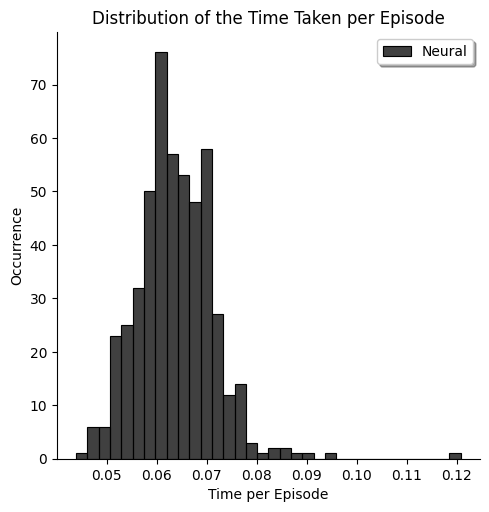 Distribution of the Time Taken per Episode
Neural
Occurrence
70
60
50
40
30
20
10
0
0.05 0.06 0.07 0.08 0.09 0.10 0.11 0.12
Time per Episode